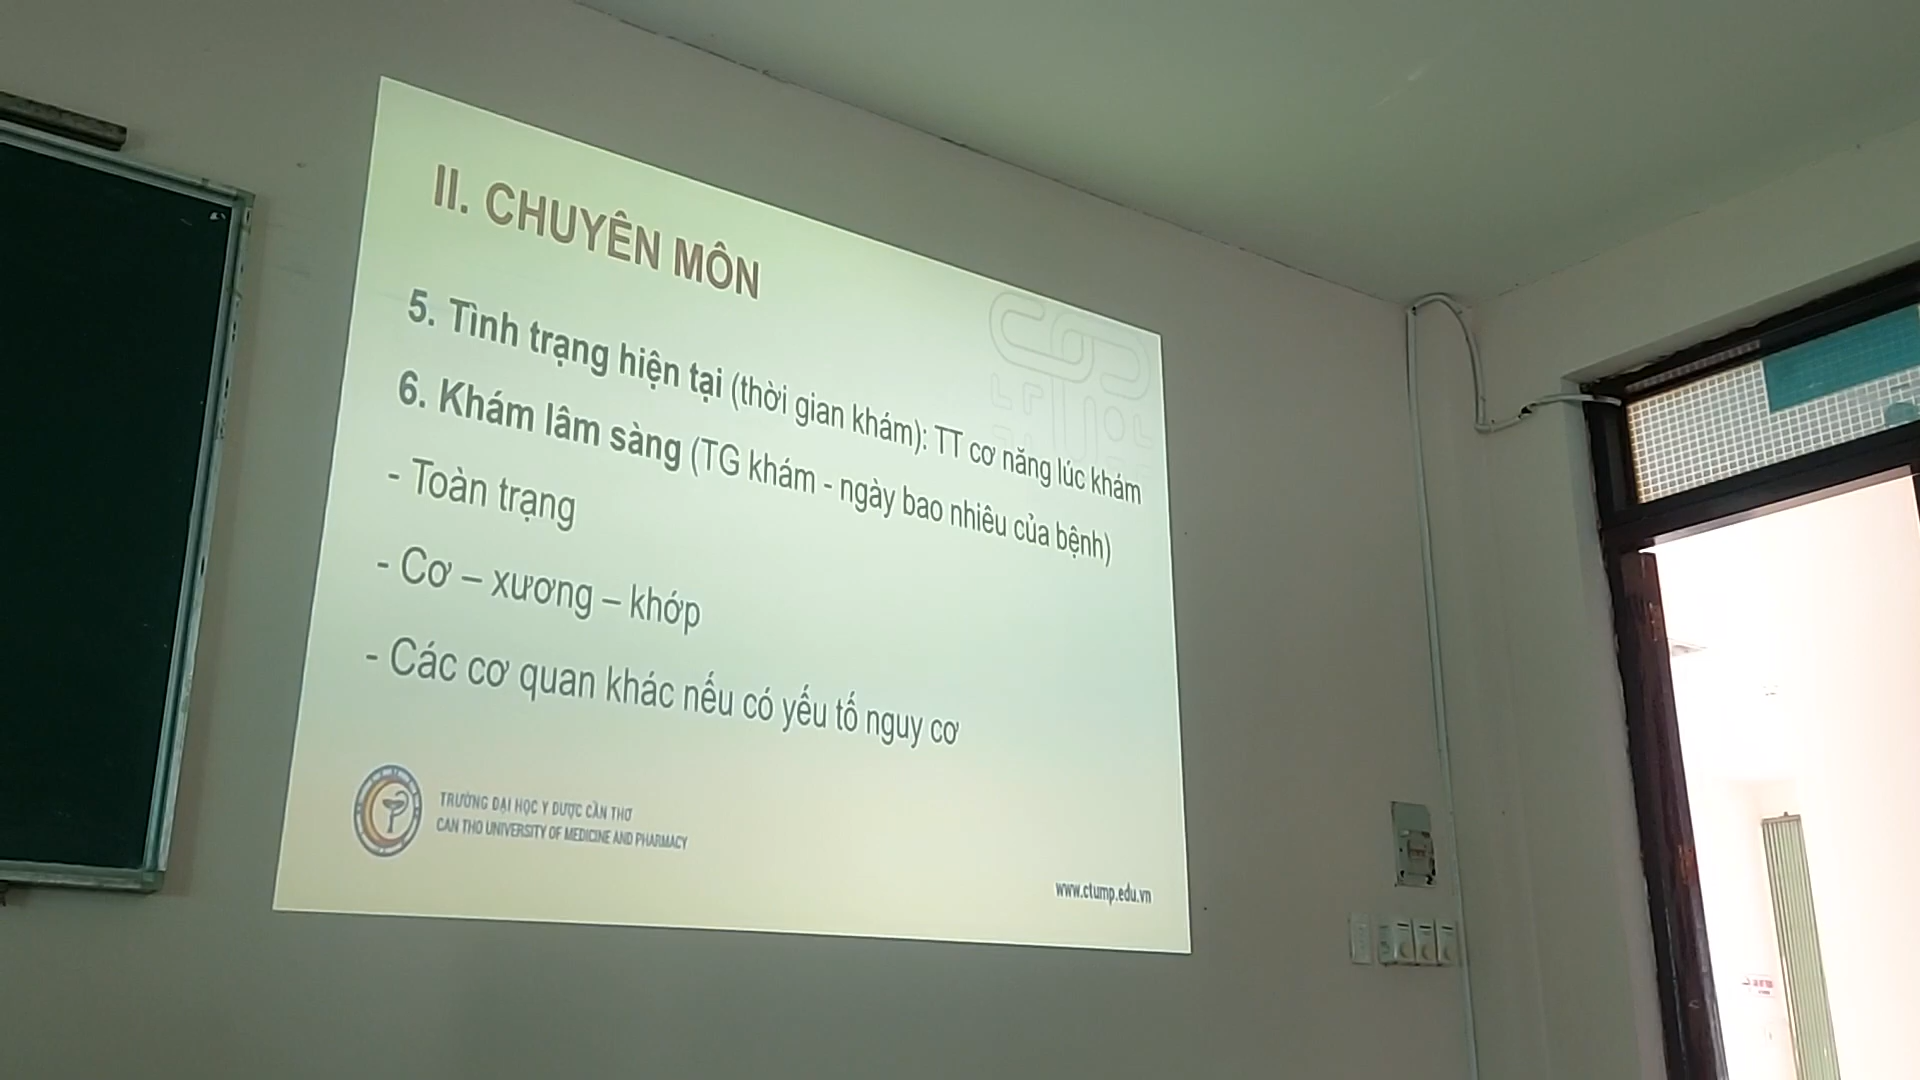 II. CHUYÊN MÔN
5. Tình trạng hiện tại (thời gian khám): TT cơ năng lúc khám
6. Khám lâm sàng (TG khám - ngày bao nhiêu của bệnh)
- Toàn trạng
- Cơ – xương – khớp
- Các cơ quan khác nếu có yếu tố nguy cơ
TRƯỜNG ĐẠI HỌC Y DƯỢC CẦN THƠ
CAN THO UNIVERSITY OF MEDICINE AND PHARMACY
www.ctump.edu.vn